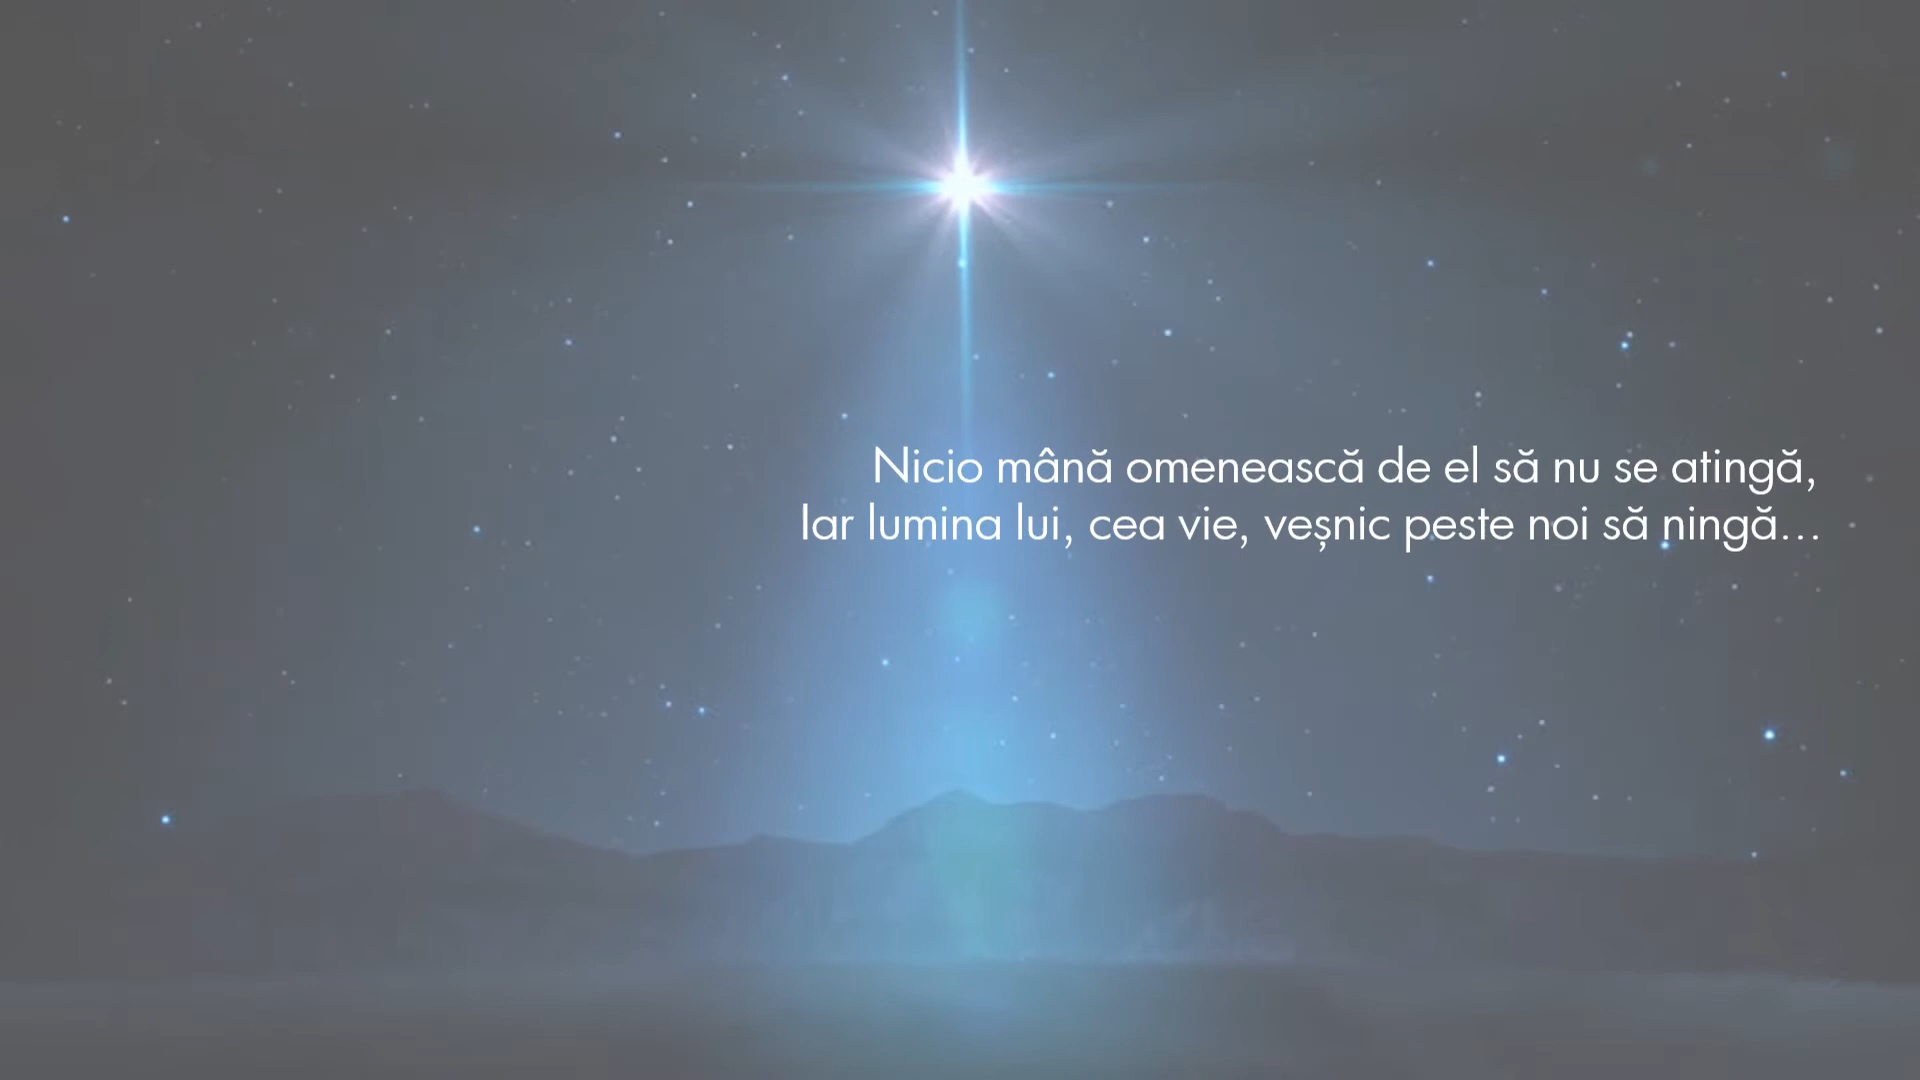 Nicio mână omenească de el să nu se atingă,
Iar lumina lui, cea vie, veșnic peste noi să ningă...